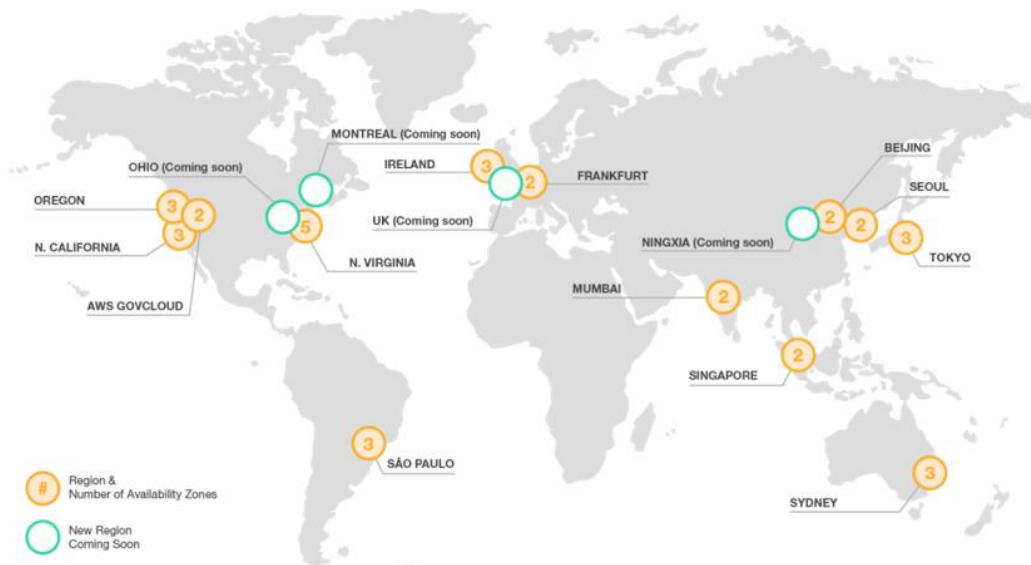 MONTREAL (Coming soon)
BEIJING
OHIO (Coming soon)
IRELAND
3
2
FRANKFURT
SEOUL
OREGON
3
2
UK (Coming soon)
2
2
N. CALIFORNIA
3
5
NINGXIA (Coming soon)
3
N. VIRGINIA
TOKYO
MUMBAI
2
AWS GOVCLOUD
2
SINGAPORE
3
SÃO PAULO
# Region &
Number of Availability Zones
3
SYDNEY
New Region
Coming Soon